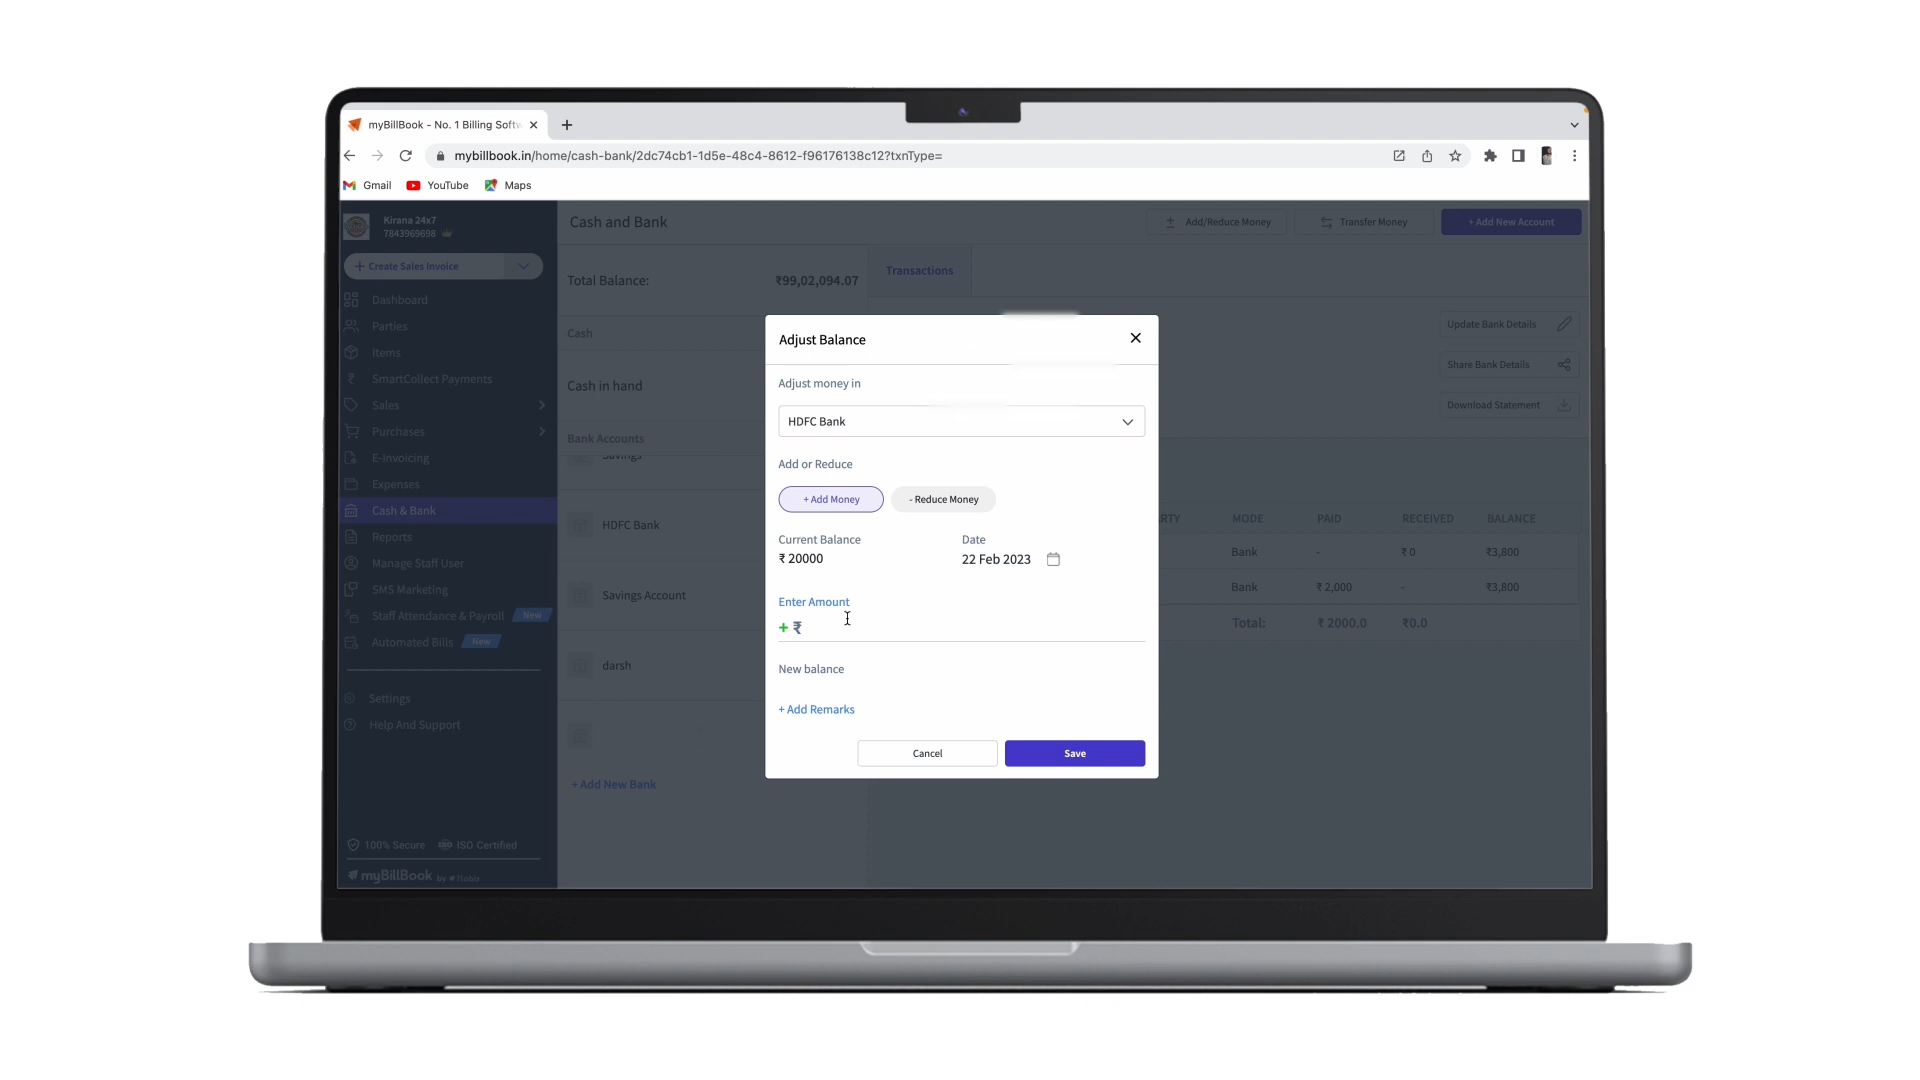 myBillBook - No. 1 Billing Softw
mybillbook.in/home/cash-bank/2dc74cb1-1d5e-48c4-8612-f96176138c12?txnType=
Gmail YouTube Maps
Kirana 24x7
7843969698
+ Create Sales Invoice
Dashboard
Parties
Items
SmartCollect Payments
Sales
Purchases
E-Invoicing
Expenses
Cash & Bank
Reports
Manage Staff User
SMS Marketing
Staff Attendance & Payroll New
Automated Bills New
Settings
Help And Support
100% Secure ISO Certified
myBillBook by flobiz
Cash and Bank
Add/Reduce Money
Transfer Money
+ Add New Account
Total Balance: ₹99,02,094.07
Cash
Cash in hand
Bank Accounts
Savings
HDFC Bank
Savings Account
darsh
+ Add New Bank
Transactions
Update Bank Details
Share Bank Details
Download Statement
RTY MODE PAID RECEIVED BALANCE
Bank - ₹ 0 ₹3,800
Bank ₹ 2,000 - ₹3,800
Total: ₹ 2000.0 ₹0.0
Adjust Balance
Adjust money in
HDFC Bank
Add or Reduce
+ Add Money - Reduce Money
Current Balance Date
₹ 20000 22 Feb 2023
Enter Amount
+ ₹
New balance
+ Add Remarks
Cancel Save